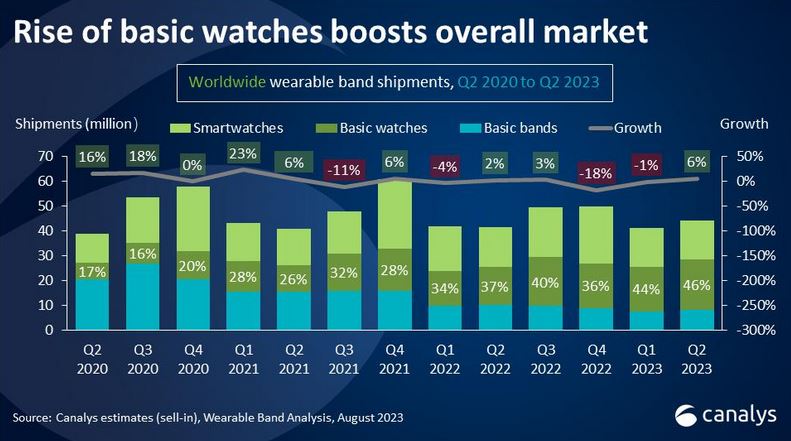 Rise of basic watches boosts overall market
Worldwide wearable band shipments, Q2 2020 to Q2 2023
Shipments (million) Smartwatches Basic watches Basic bands Growth Growth
70 16% 18% 0% 23% 6% -11% 6% -4% 2% 3% -18% -1% 6% 50%
60 0%
50 -50%
40 -100%
30 -150%
20 -200%
10 -250%
0 -300%
17% 16% 20% 28% 26% 32% 28% 34% 37% 40% 36% 44% 46%
Q2 Q3 Q4 Q1 Q2 Q3 Q4 Q1 Q2 Q3 Q4 Q1 Q2
2020 2020 2020 2021 2021 2021 2021 2022 2022 2022 2022 2023 2023
Source: Canalys estimates (sell-in), Wearable Band Analysis, August 2023
canalys